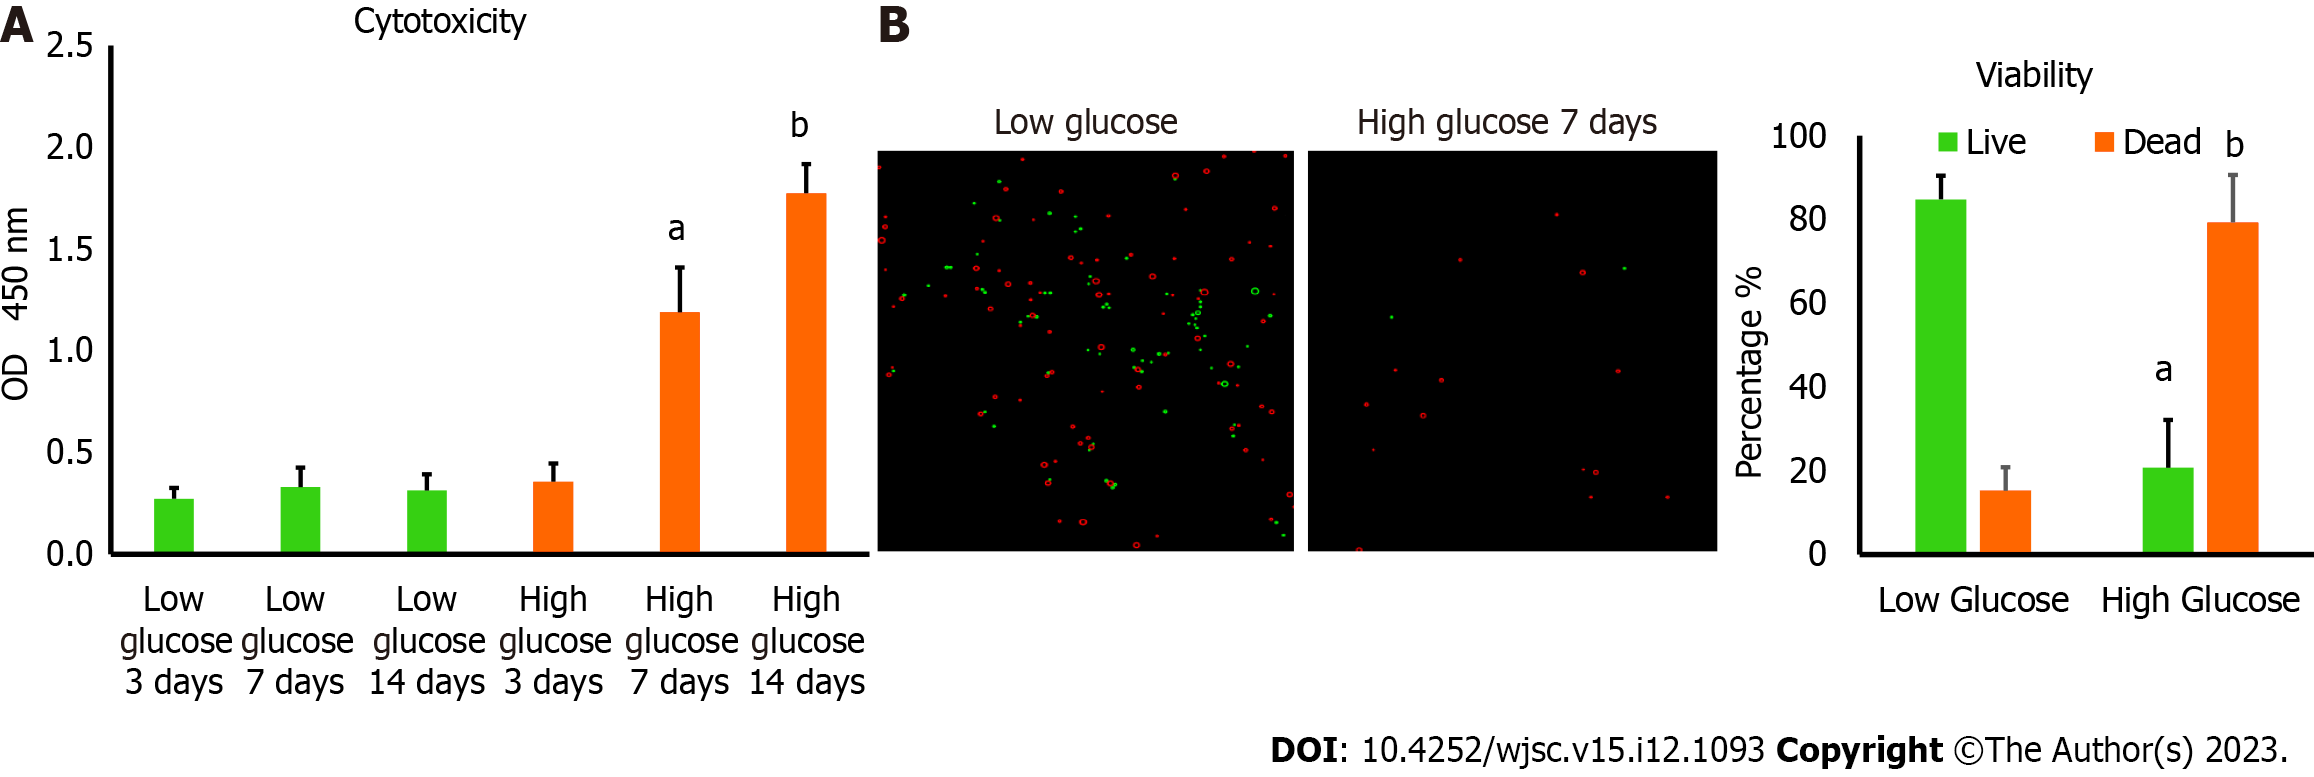 A
Cytotoxicity
2.5
2.0
1.5
1.0
0.5
0.0
OD 450 nm
a
b
Low glucose 3 days
Low glucose 7 days
Low glucose 14 days
High glucose 3 days
High glucose 7 days
High glucose 14 days
B
Low glucose
High glucose 7 days
Viability
Live
Dead
100
80
60
40
20
0
Percentage %
a
b
Low Glucose
High Glucose
DOI: 10.4252/wjsc.v15.i12.1093 Copyright ©The Author(s) 2023.